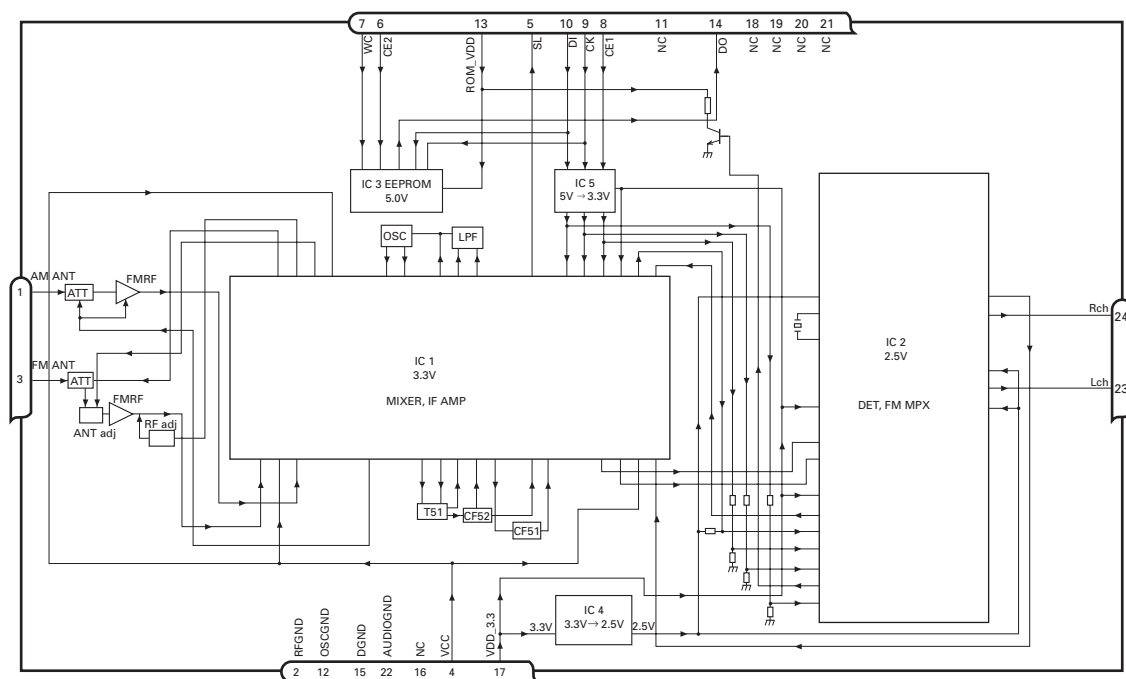 7 6 13 5 10 9 8 11 14 18 19 20 21
WC
CE2
ROM_VDD
SL
DI
CK
CE1
NC
DO
NC
NC
NC
NC
IC 3 EEPROM
5.0V
IC 5
5V → 3.3V
OSC
LPF
AM ANT
1
ATT
FMRF
FM ANT
3
ATT
FMRF
ANT adj
RF adj
IC 1
3.3V
MIXER, IF AMP
IC 2
2.5V
DET, FM MPX
Rch
24
Lch
23
T51
CF52
CF51
IC 4
3.3V → 2.5V
3.3V
2.5V
RFGND
OSCGND
DGND
AUDIOGND
NC
VCC
VDD_3.3
2 12 15 22 16 4 17